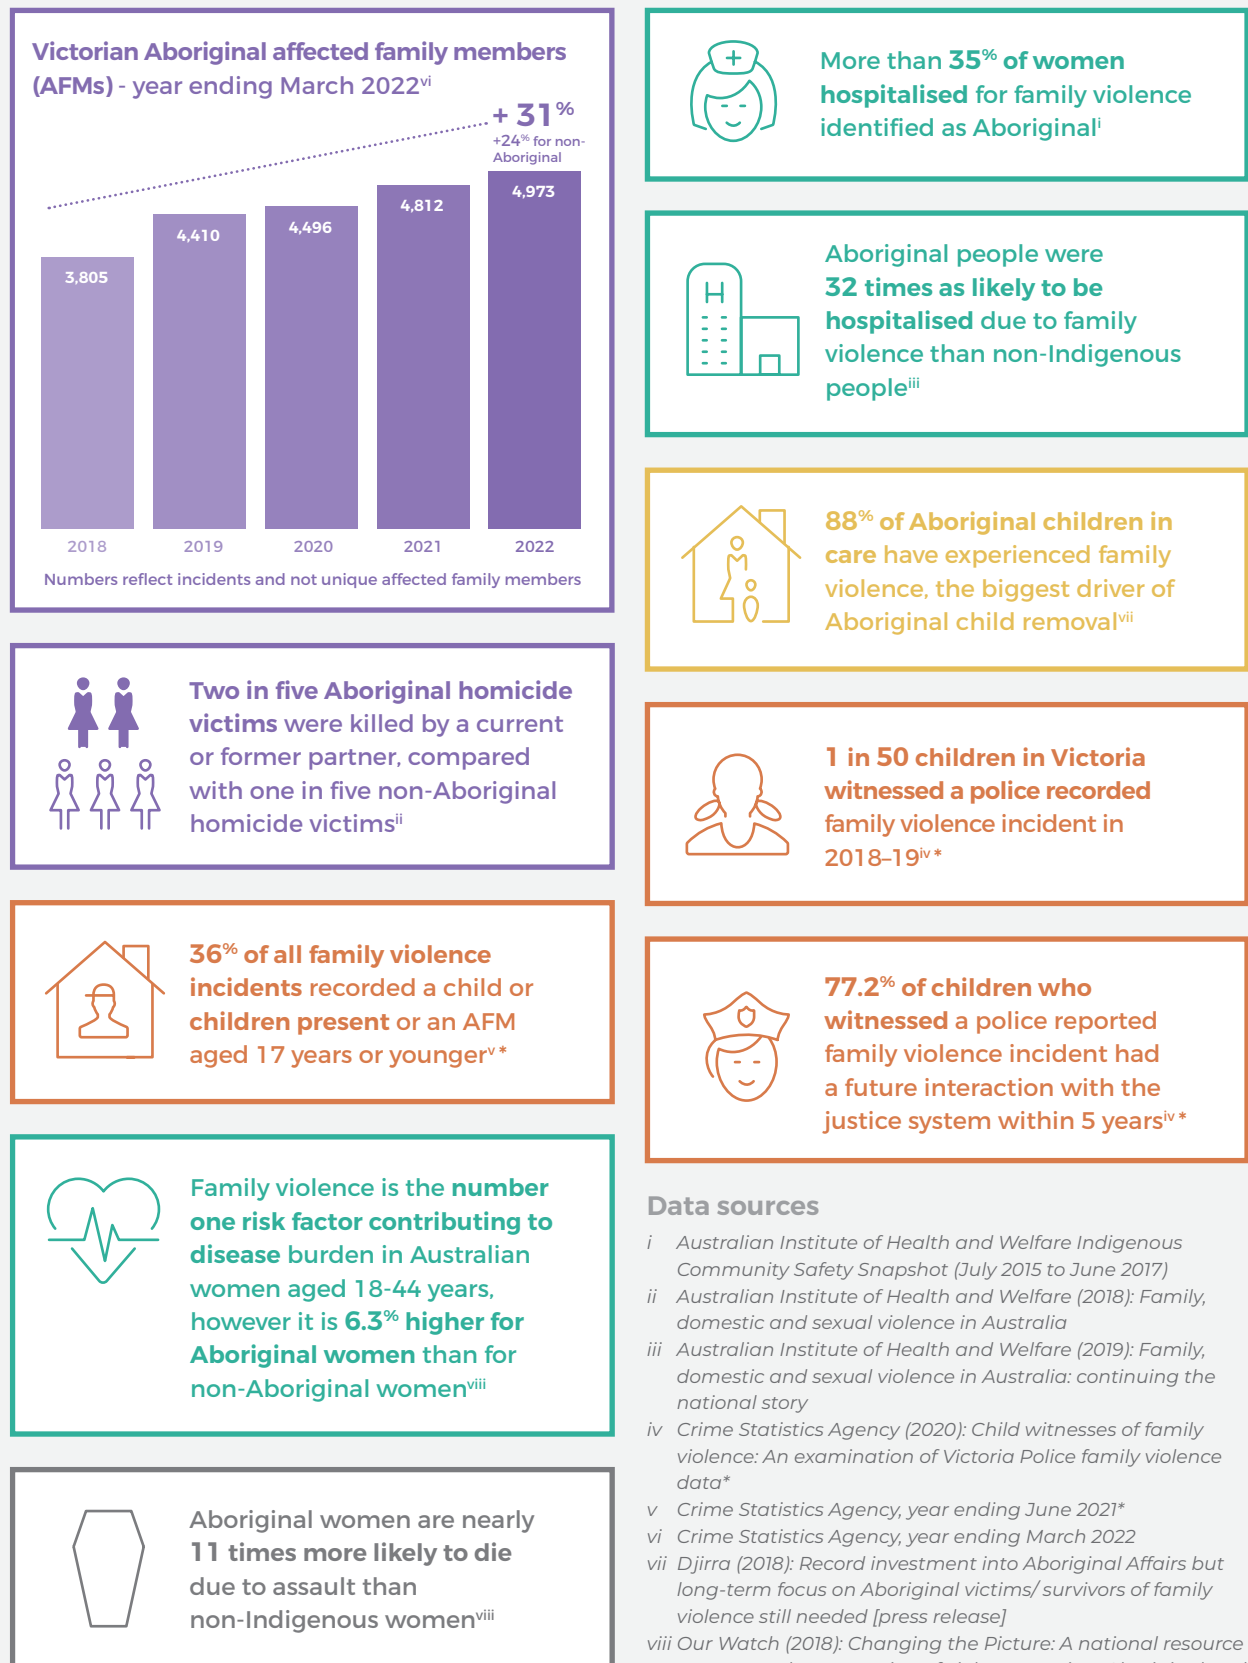 Victorian Aboriginal affected family members
(AFMs) - year ending March 2022vi
+ 31%
+24% for non-
Aboriginal
3,805
4,410
4,496
4,812
4,973
2018
2019
2020
2021
2022
Numbers reflect incidents and not unique affected family members
Two in five Aboriginal homicide
victims were killed by a current
or former partner, compared
with one in five non-Aboriginal
homicide victimsii
36% of all family violence
incidents recorded a child or
children present or an AFM
aged 17 years or youngerv *
Family violence is the number
one risk factor contributing to
disease burden in Australian
women aged 18-44 years,
however it is 6.3% higher for
Aboriginal women than for
non-Aboriginal womenviii
Aboriginal women are nearly
11 times more likely to die
due to assault than
non-Indigenous womenviii
More than 35% of women
hospitalised for family violence
identified as Aboriginali
H
Aboriginal people were
32 times as likely to be
hospitalised due to family
violence than non-Indigenous
peopleiii
88% of Aboriginal children in
care have experienced family
violence, the biggest driver of
Aboriginal child removalvii
1 in 50 children in Victoria
witnessed a police recorded
family violence incident in
2018–19iv *
77.2% of children who
witnessed a police reported
family violence incident had
a future interaction with the
justice system within 5 yearsiv *
Data sources
i Australian Institute of Health and Welfare Indigenous
Community Safety Snapshot (July 2015 to June 2017)
ii Australian Institute of Health and Welfare (2018): Family,
domestic and sexual violence in Australia
iii Australian Institute of Health and Welfare (2019): Family,
domestic and sexual violence in Australia: continuing the
national story
iv Crime Statistics Agency (2020): Child witnesses of family
violence: An examination of Victoria Police family violence
data*
v Crime Statistics Agency, year ending June 2021*
vi Crime Statistics Agency, year ending March 2022
vii Djirra (2018): Record investment into Aboriginal Affairs but
long-term focus on Aboriginal victims/ survivors of family
violence still needed [press release]
viii Our Watch (2018): Changing the Picture: A national resource